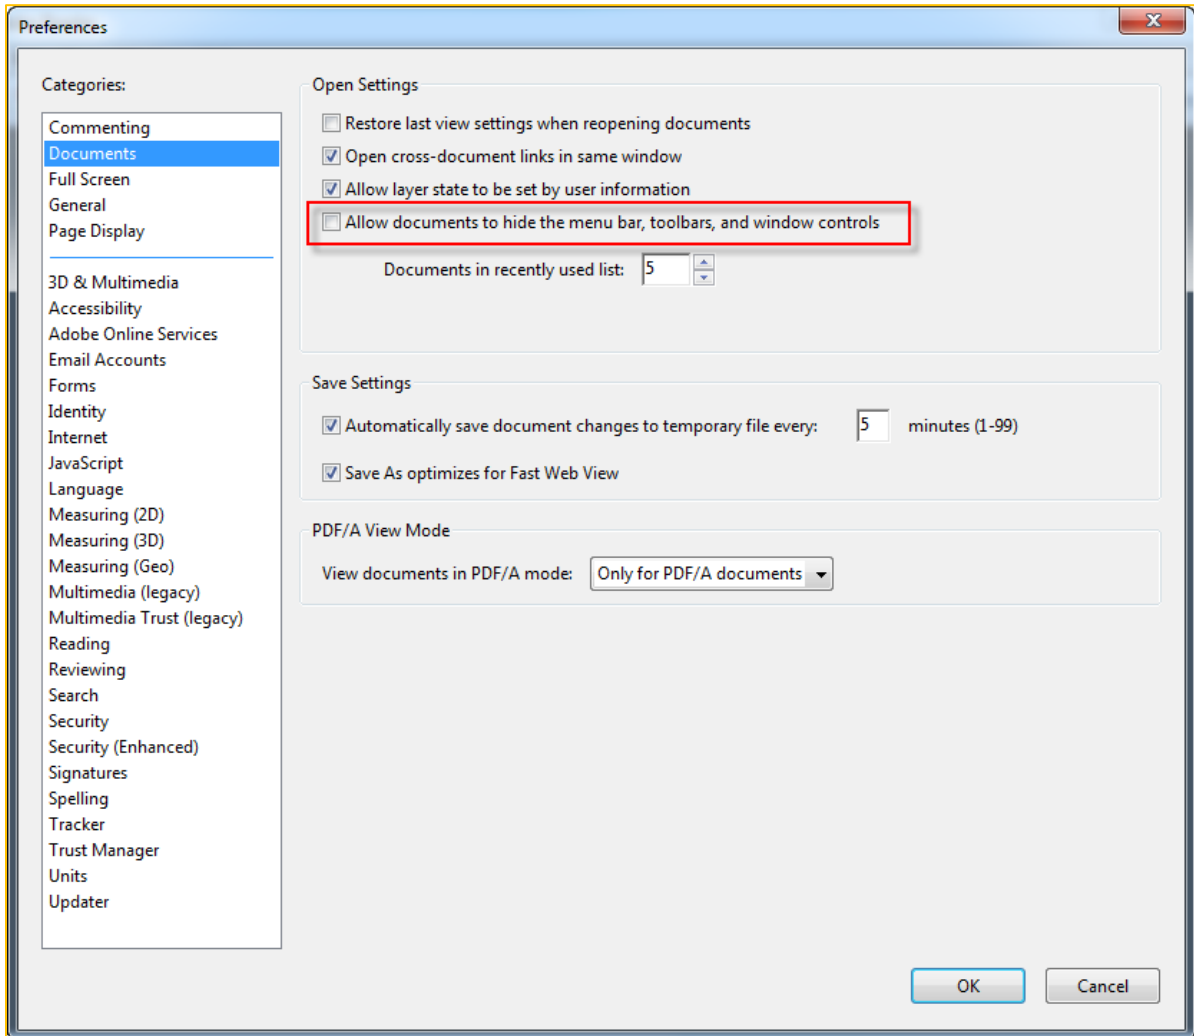 Preferences
Categories:
Commenting
Documents
Full Screen
General
Page Display
3D & Multimedia
Accessibility
Adobe Online Services
Email Accounts
Forms
Identity
Internet
JavaScript
Language
Measuring (2D)
Measuring (3D)
Measuring (Geo)
Multimedia (legacy)
Multimedia Trust (legacy)
Reading
Reviewing
Search
Security
Security (Enhanced)
Signatures
Spelling
Tracker
Trust Manager
Units
Updater
Open Settings
Restore last view settings when reopening documents
Open cross-document links in same window
Allow layer state to be set by user information
Allow documents to hide the menu bar, toolbars, and window controls
Documents in recently used list: 5
Save Settings
Automatically save document changes to temporary file every: 5 minutes (1-99)
Save As optimizes for Fast Web View
PDF/A View Mode
View documents in PDF/A mode: Only for PDF/A documents
OK Cancel